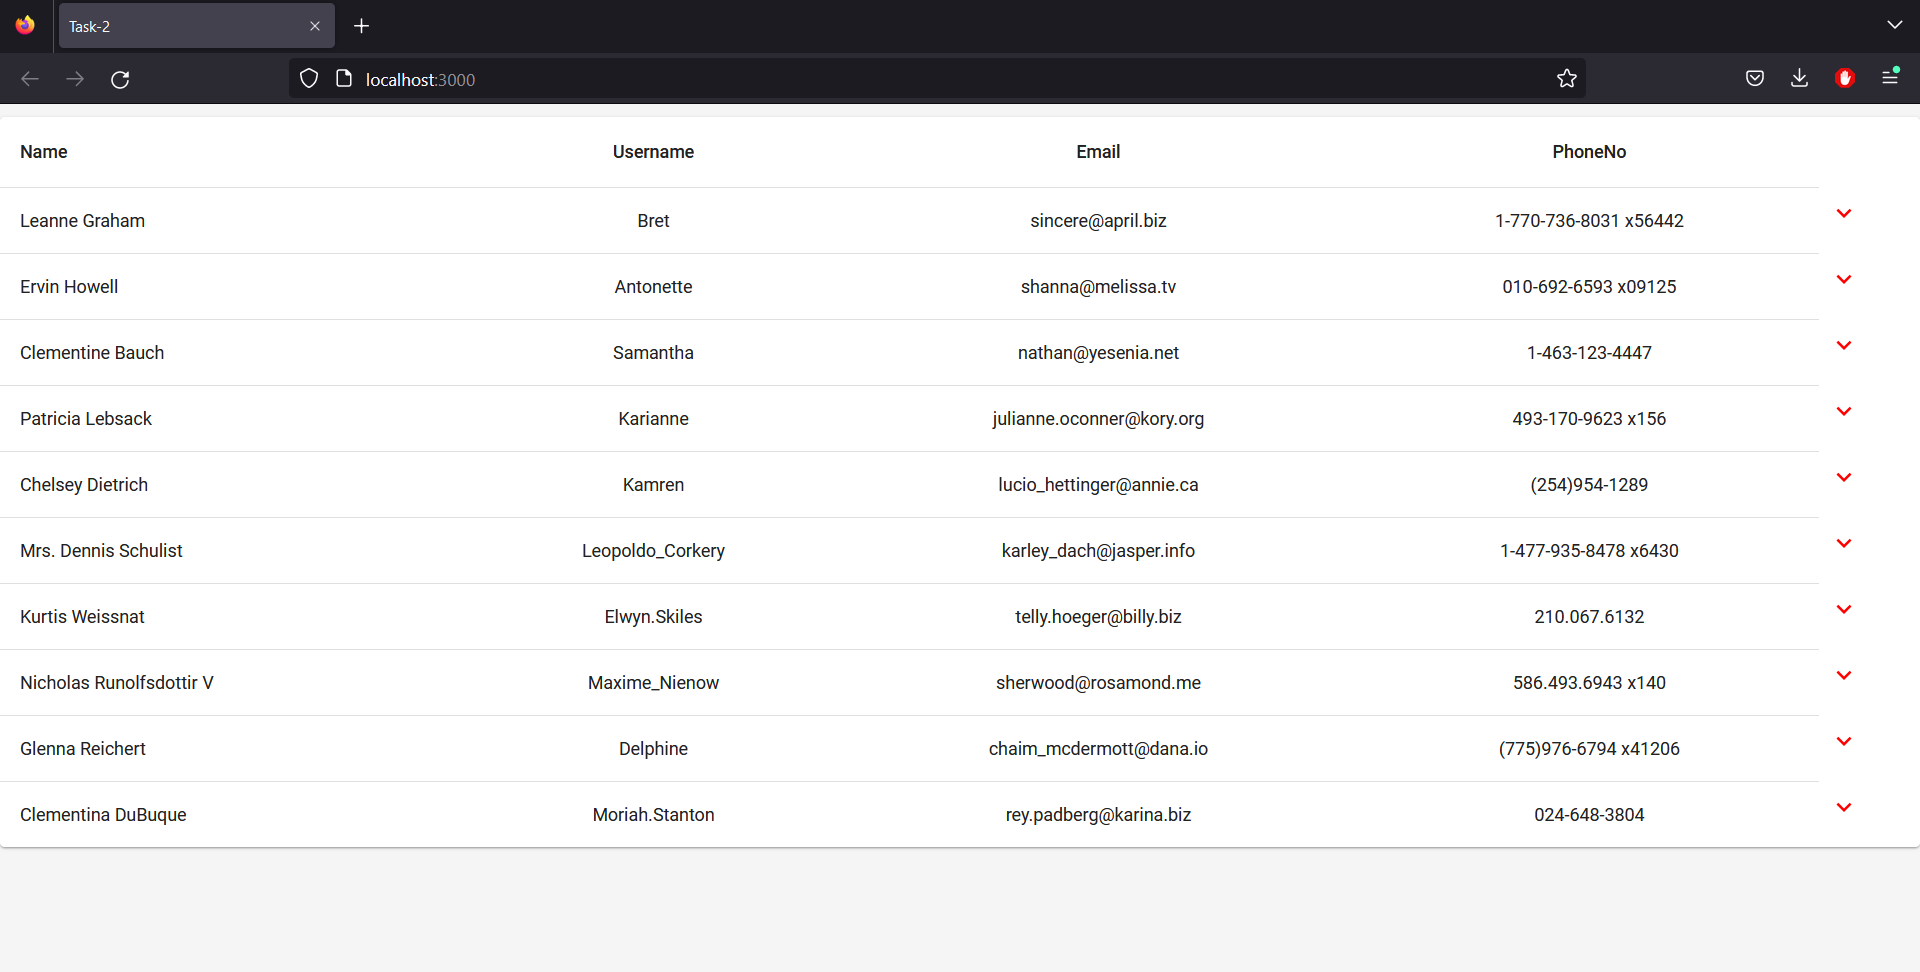 Task-2
localhost:3000
Name Username Email PhoneNo
Leanne Graham Bret sincere@april.biz 1-770-736-8031 x56442
Ervin Howell Antonette shanna@melissa.tv 010-692-6593 x09125
Clementine Bauch Samantha nathan@yesenia.net 1-463-123-4447
Patricia Lebsack Karianne julianne.oconner@kory.org 493-170-9623 x156
Chelsey Dietrich Kamren lucio_hettinger@annie.ca (254)954-1289
Mrs. Dennis Schulist Leopoldo_Corkery karley_dach@jasper.info 1-477-935-8478 x6430
Kurtis Weissnat Elwyn.Skiles telly.hoeger@billy.biz 210.067.6132
Nicholas Runolfsdottir V Maxime_Nienow sherwood@rosamond.me 586.493.6943 x140
Glenna Reichert Delphine chaim_mcdermott@dana.io (775)976-6794 x41206
Clementina DuBuque Moriah.Stanton rey.padberg@karina.biz 024-648-3804